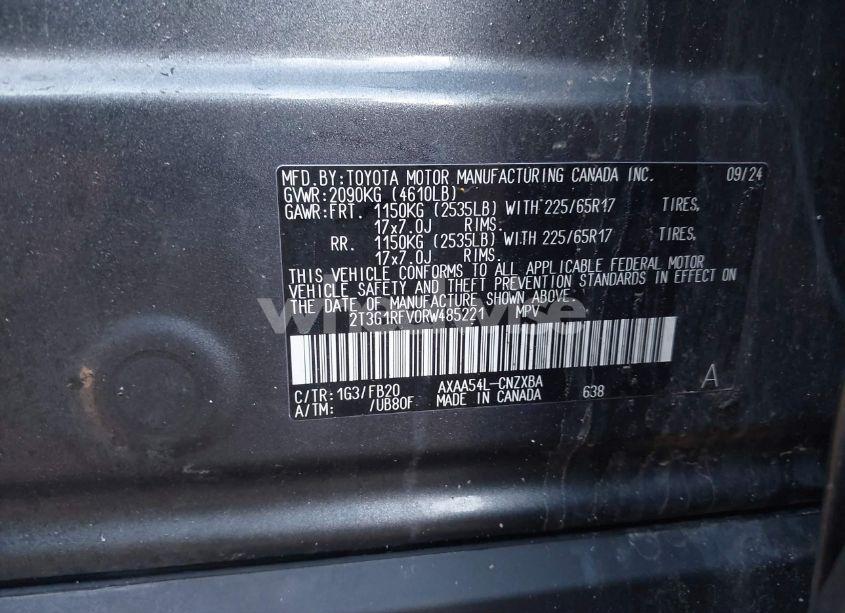 MFD.BY:TOYOTA MOTOR MANUFACTURING CANADA INC. 09/24
GVWR:2090KG (4610LB)
GAWR:FRT. 1150KG (2535LB) WITH 225/65R17 TIRES,
17x7.0J RIMS.
RR. 1150KG (2535LB) WITH 225/65R17 TIRES,
17x7.0J RIMS.
THIS VEHICLE CONFORMS TO ALL APPLICABLE FEDERAL MOTOR
VEHICLE SAFETY AND THEFT PREVENTION STANDARDS IN EFFECT ON
THE DATE OF MANUFACTURE SHOWN ABOVE.
2T3G1RFV0RW485221 MPV
C/TR: 1G3/FB20 AXAA54L-CNZXBA 638 A
A/TM: /UB80F MADE IN CANADA